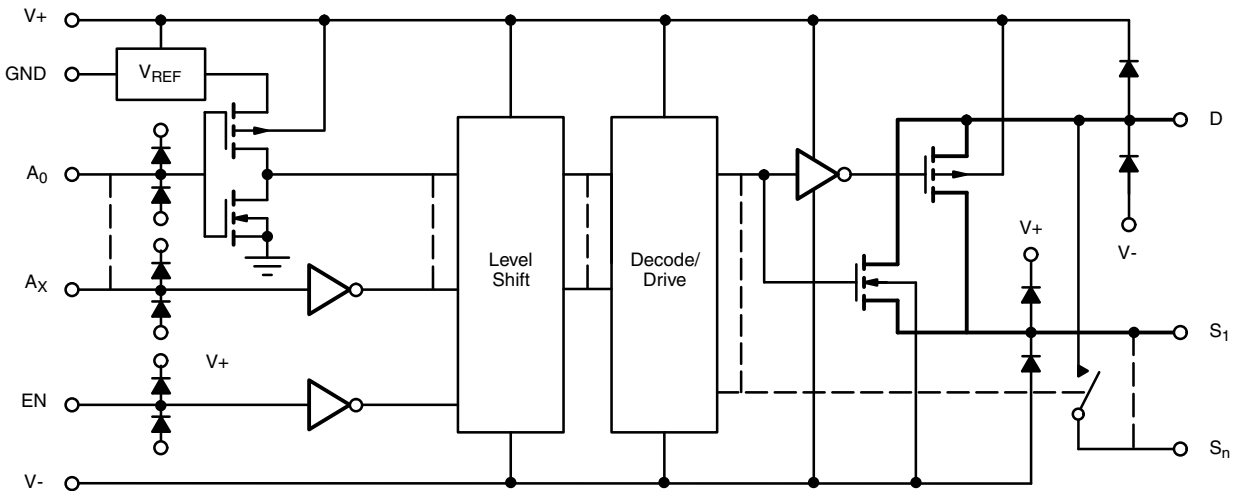 V+
GND
VREF
D
A0
V+
V-
Level
Shift
Decode/
Drive
AX
S1
V+
EN
Sn
V-